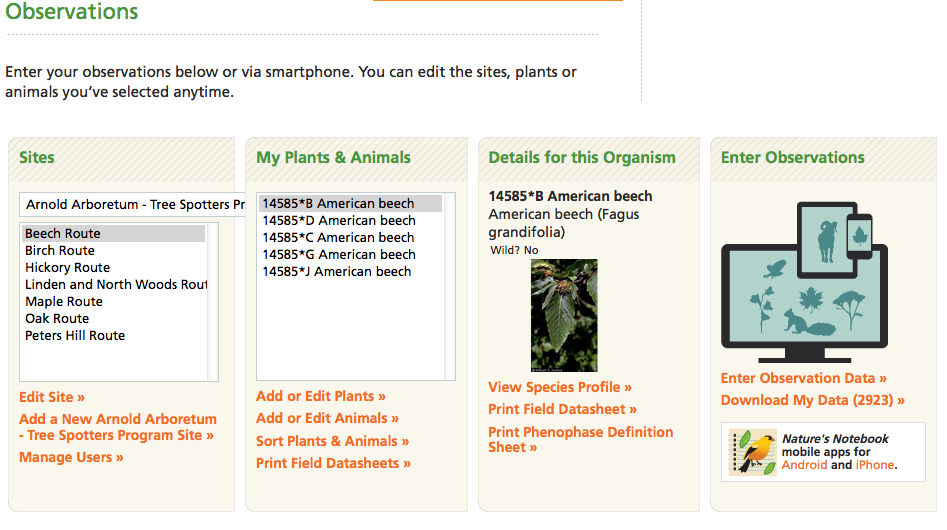 Observations
Enter your observations below or via smartphone. You can edit the sites, plants or
animals you've selected anytime.
Sites
Arnold Arboretum - Tree Spotters Pr
Beech Route
Birch Route
Hickory Route
Linden and North Woods Rout
Maple Route
Oak Route
Peters Hill Route
Edit Site »
Add a New Arnold Arboretum
- Tree Spotters Program Site »
Manage Users »
My Plants & Animals
14585*B American beech
14585*D American beech
14585*C American beech
14585*G American beech
14585*J American beech
Add or Edit Plants »
Add or Edit Animals »
Sort Plants & Animals »
Print Field Datasheets »
Details for this Organism
14585*B American beech
American beech (Fagus
grandifolia)
Wild? No
View Species Profile »
Print Field Datasheet »
Print Phenophase Definition
Sheet »
Enter Observations
Enter Observation Data »
Download My Data (2923) »
Nature's Notebook
mobile apps for
Android and iPhone.